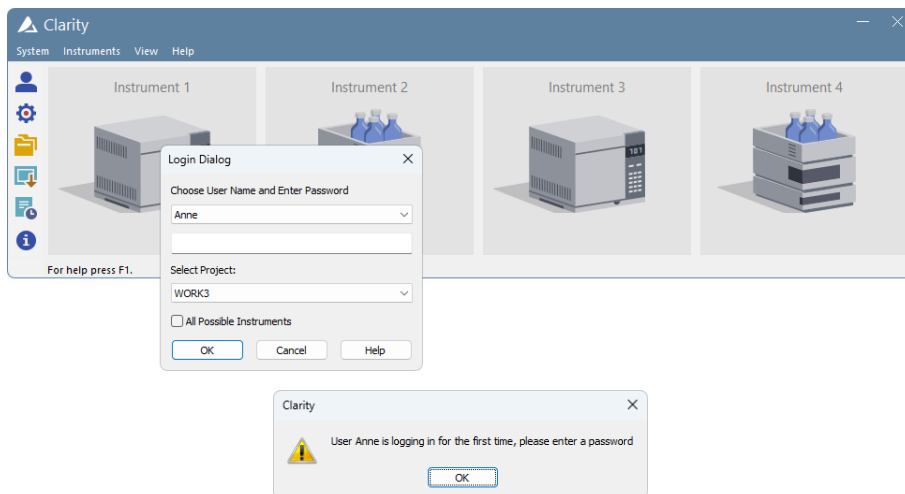 Clarity
System Instruments View Help
Instrument 1 Instrument 2 Instrument 3 Instrument 4
101
Login Dialog
Choose User Name and Enter Password
Anne
Select Project:
WORK3
All Possible Instruments
OK Cancel Help
For help press F1.
Clarity
User Anne is logging in for the first time, please enter a password
OK